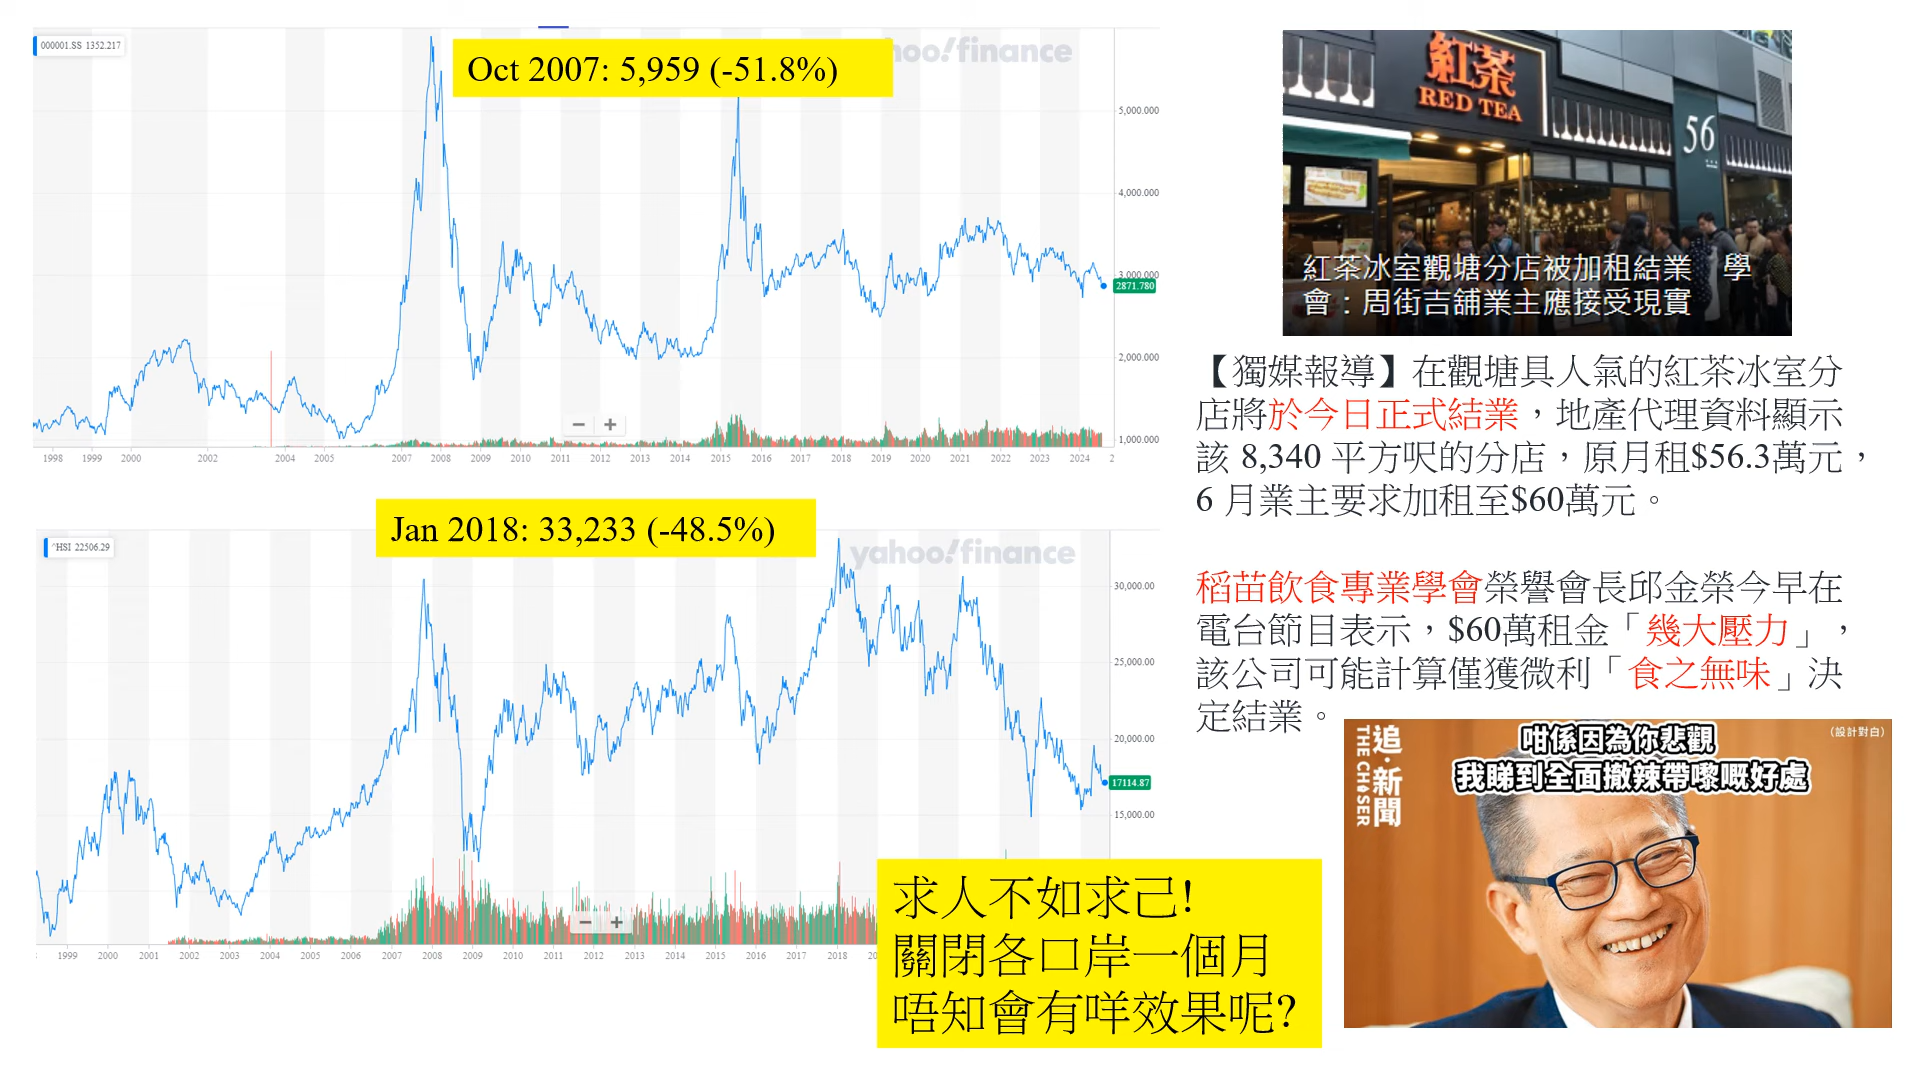 000001.SS 1352.217
Oct 2007: 5,959 (-51.8%)
hoo!finance
5,000.000
4,000.000
3,000.000
2871.780
2,000.000
1,000.000
1998 1999 2000 2002 2004 2005 2007 2008 2009 2010 2011 2012 2013 2014 2015 2016 2017 2018 2019 2020 2021 2022 2023 2024 2
Jan 2018: 33,233 (-48.5%)
^HSI 22506.29
yahoo!finance
30,000.00
25,000.00
20,000.00
17114.87
15,000.00
1999 2000 2001 2002 2003 2004 2005 2006 2007 2008 2009 2010 2011 2012 2013 2014 2015 2016 2017 2018 20
求人不如求己!
關閉各口岸一個月
唔知會有咩效果呢?
紅茶
RED TEA
56
紅茶冰室觀塘分店被加租結業 學
會：周街吉舖業主應接受現實
【獨媒報導】在觀塘具人氣的紅茶冰室分
店將於今日正式結業，地產代理資料顯示
該 8,340 平方呎的分店，原月租$56.3萬元，
6 月業主要求加租至$60萬元。
稻苗飲食專業學會榮譽會長邱金榮今早在
電台節目表示，$60萬租金「幾大壓力」，
該公司可能計算僅獲微利「食之無味」決
定結業。
追·新聞
THE CHASER
咁係因為你悲觀
我睇到全面撤辣帶嚟嘅好處
（設計對白）